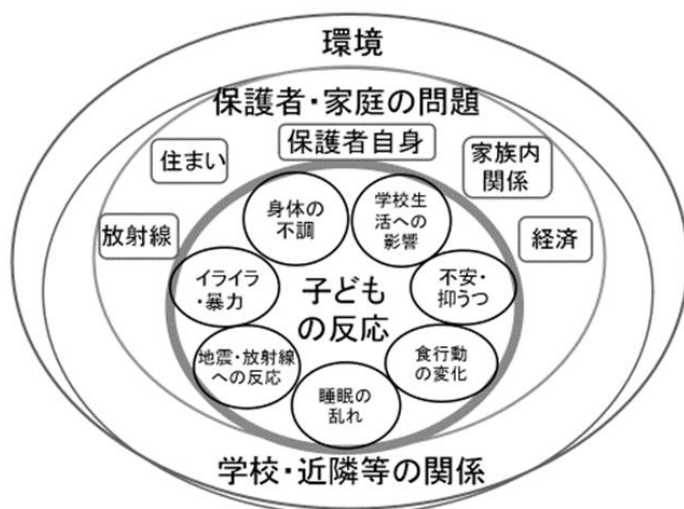 環境
保護者・家庭の問題
保護者自身
住まい
家族内
関係
放射線
経済
身体の
不調
学校生
活への
影響
イライラ
・暴力
不安・
抑うつ
子ども
の反応
地震・放射線
への反応
食行動
の変化
睡眠の
乱れ
学校・近隣等の関係